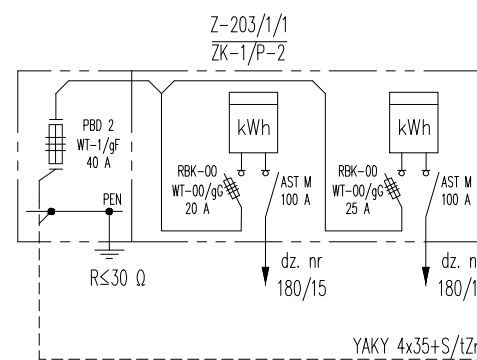 Z-203/1/1
ZK-1/P-2
PBD 2
WT-1/gF
40 A
PEN
R≤30 Ω
kWh
RBK-00
WT-00/gG
20 A
AST M
100 A
dz. nr
180/15
kWh
RBK-00
WT-00/gG
25 A
AST M
100 A
dz.
YAKY 4x35+S/tZn